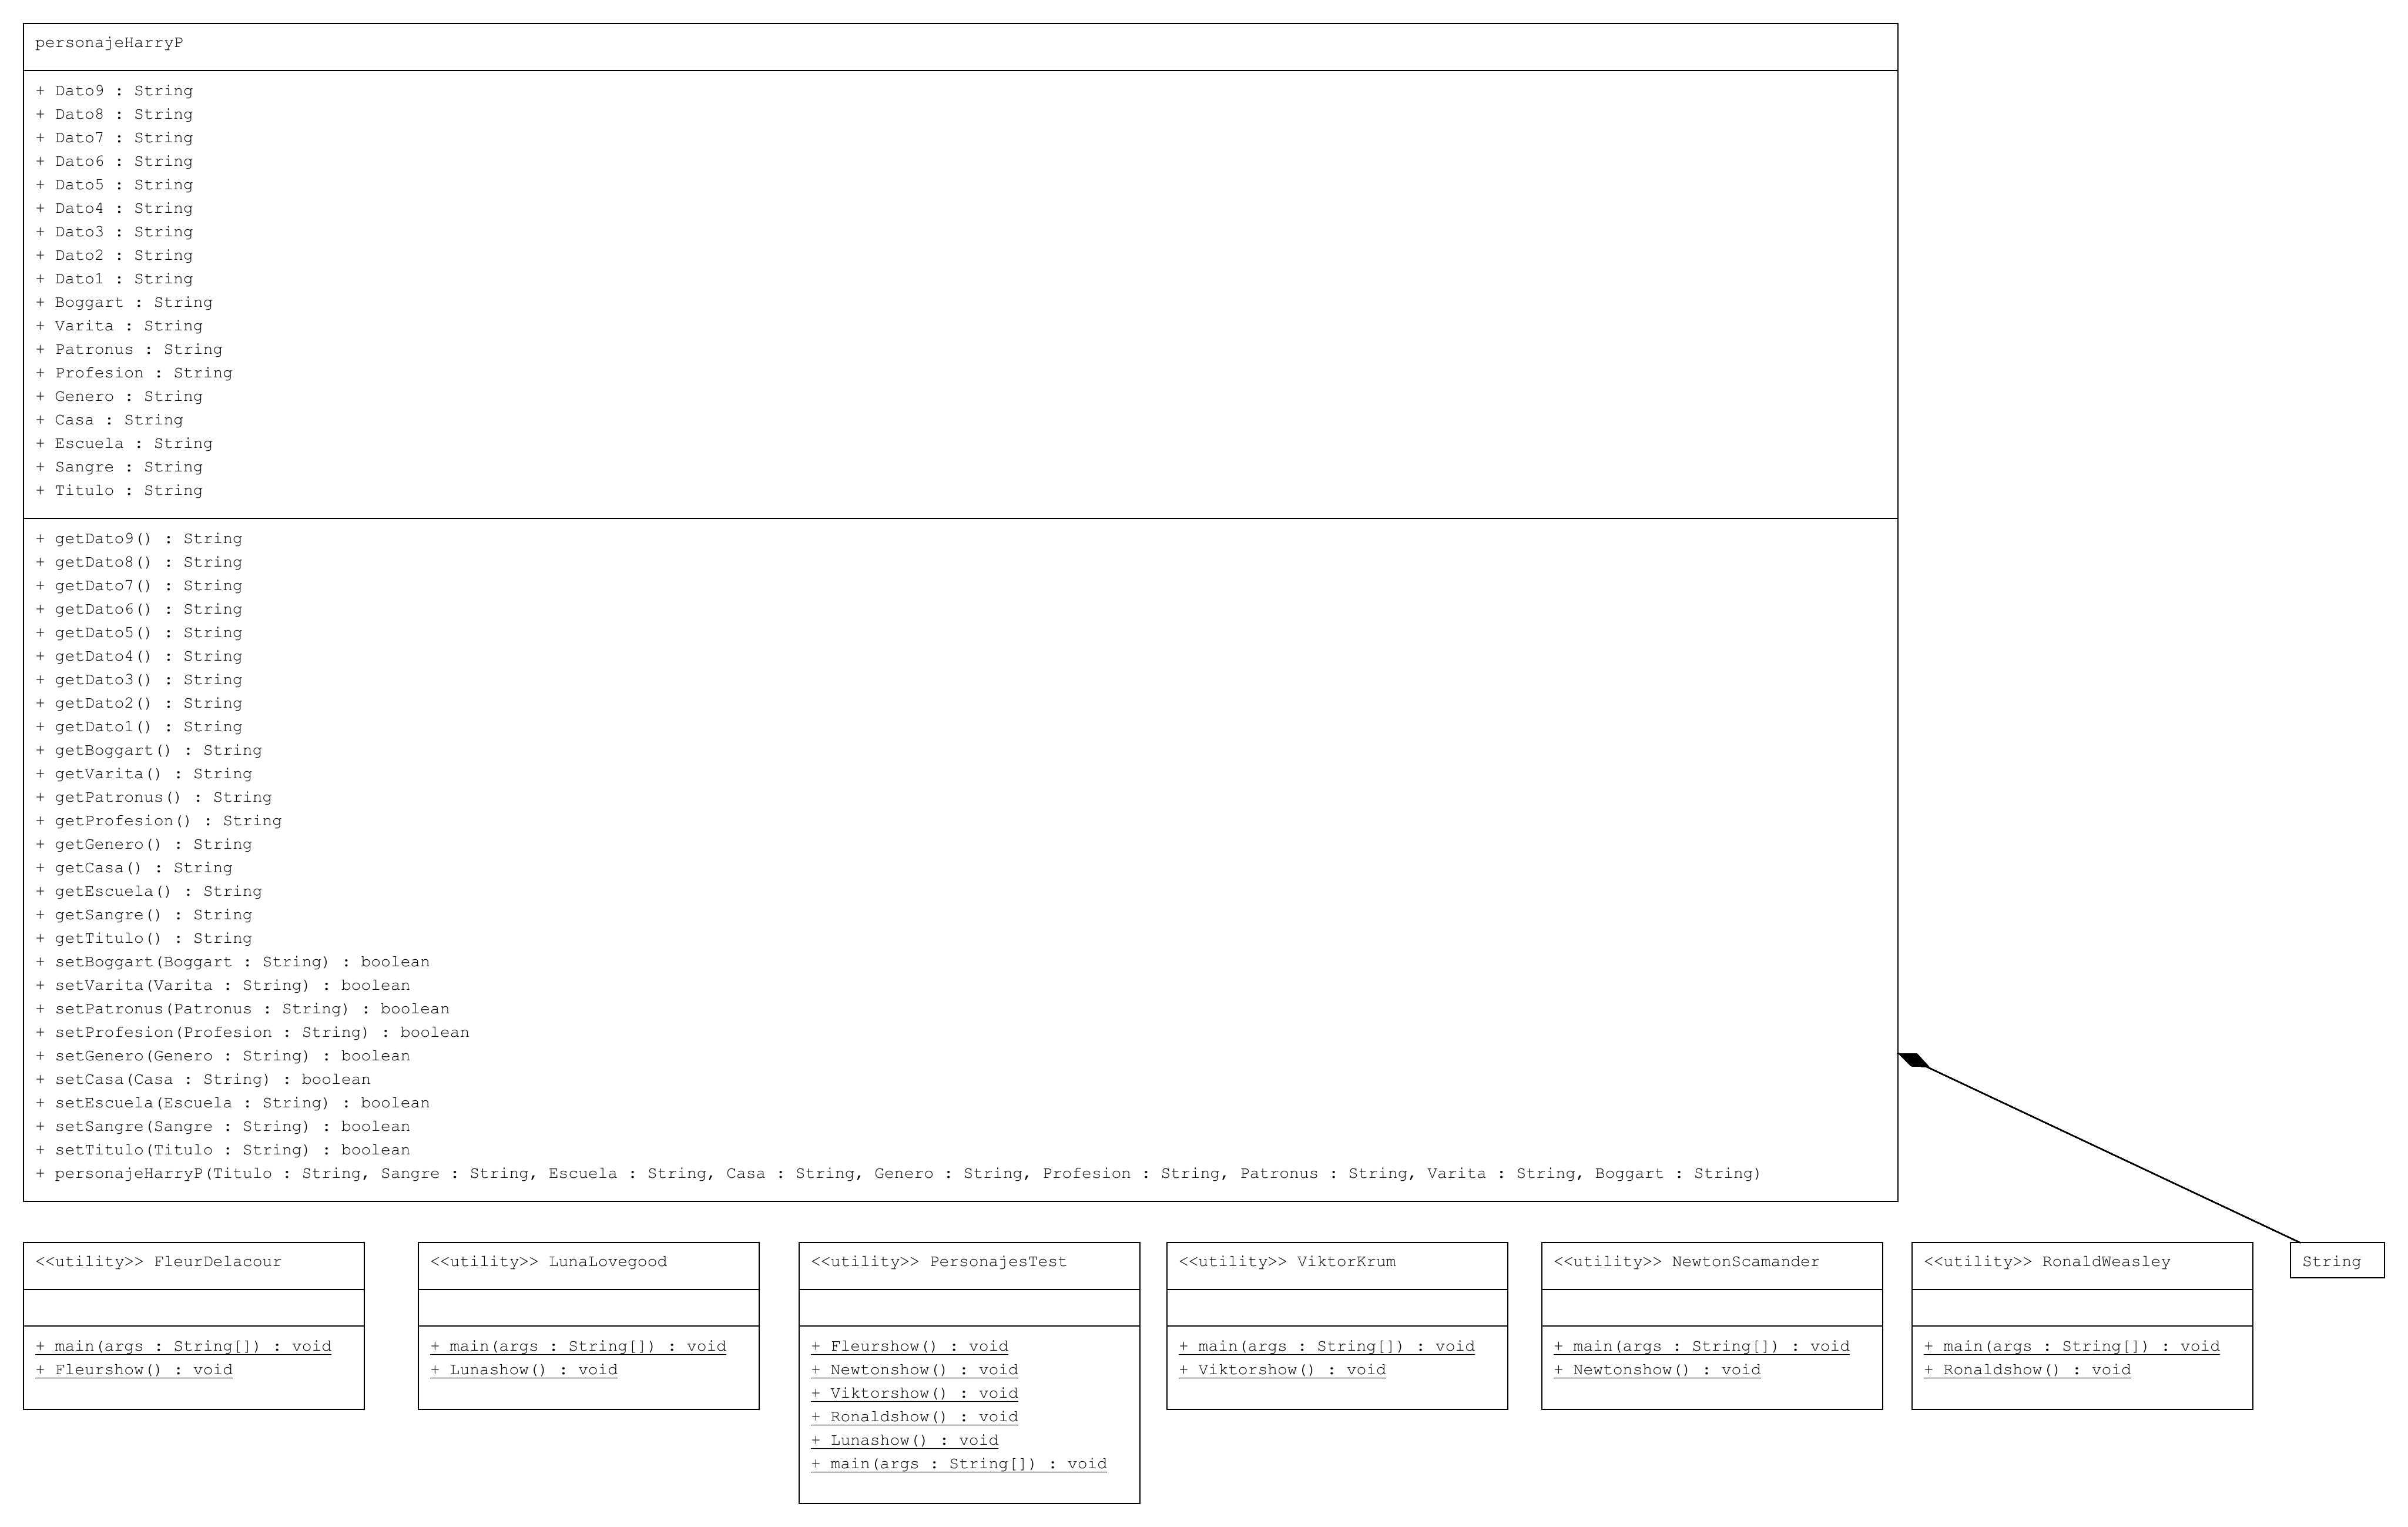 personajeHarryP
+ Dato9 : String
+ Dato8 : String
+ Dato7 : String
+ Dato6 : String
+ Dato5 : String
+ Dato4 : String
+ Dato3 : String
+ Dato2 : String
+ Dato1 : String
+ Boggart : String
+ Varita : String
+ Patronus : String
+ Profesion : String
+ Genero : String
+ Casa : String
+ Escuela : String
+ Sangre : String
+ Titulo : String
+ getDato9() : String
+ getDato8() : String
+ getDato7() : String
+ getDato6() : String
+ getDato5() : String
+ getDato4() : String
+ getDato3() : String
+ getDato2() : String
+ getDato1() : String
+ getBoggart() : String
+ getVarita() : String
+ getPatronus() : String
+ getProfesion() : String
+ getGenero() : String
+ getCasa() : String
+ getEscuela() : String
+ getSangre() : String
+ getTitulo() : String
+ setBoggart(Boggart : String) : boolean
+ setVarita(Varita : String) : boolean
+ setPatronus(Patronus : String) : boolean
+ setProfesion(Profesion : String) : boolean
+ setGenero(Genero : String) : boolean
+ setCasa(Casa : String) : boolean
+ setEscuela(Escuela : String) : boolean
+ setSangre(Sangre : String) : boolean
+ setTitulo(Titulo : String) : boolean
+ personajeHarryP(Titulo : String, Sangre : String, Escuela : String, Casa : String, Genero : String, Profesion : String, Patronus : String, Varita : String, Boggart : String)
<<utility>> FleurDelacour
+ main(args : String[]) : void
+ Fleurshow() : void
<<utility>> LunaLovegood
+ main(args : String[]) : void
+ Lunashow() : void
<<utility>> PersonajesTest
+ Fleurshow() : void
+ Newtonshow() : void
+ Viktorshow() : void
+ Ronaldshow() : void
+ Lunashow() : void
+ main(args : String[]) : void
<<utility>> ViktorKrum
+ main(args : String[]) : void
+ Viktorshow() : void
<<utility>> NewtonScamander
+ main(args : String[]) : void
+ Newtonshow() : void
<<utility>> RonaldWeasley
+ main(args : String[]) : void
+ Ronaldshow() : void
String